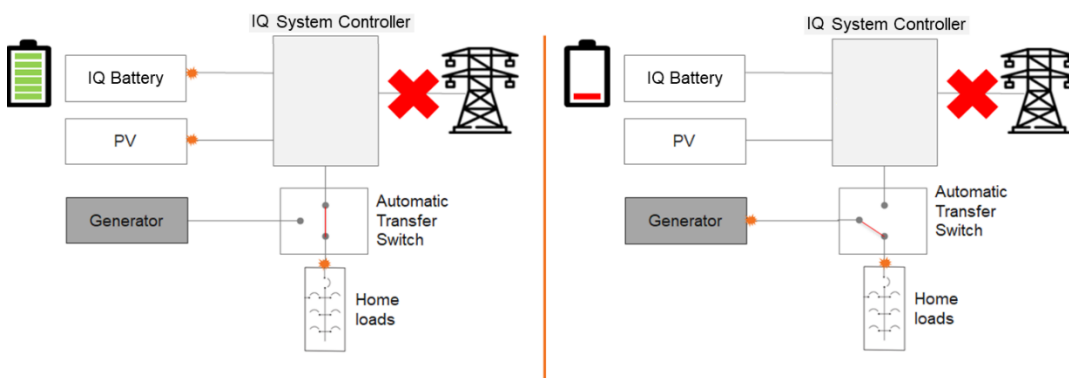 IQ System Controller
IQ Battery
PV
Generator
Automatic
Transfer
Switch
Home
loads
IQ System Controller
IQ Battery
PV
Generator
Automatic
Transfer
Switch
Home
loads